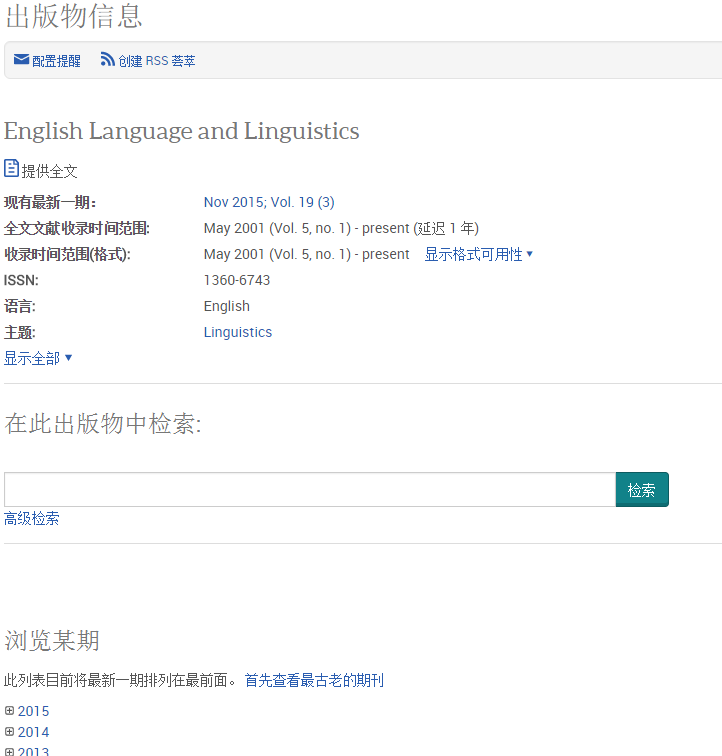 出版物信息
配置提醒 创建 RSS 荟萃
English Language and Linguistics
提供全文
现有最新一期: Nov 2015; Vol. 19 (3)
全文文献收录时间范围: May 2001 (Vol. 5, no. 1) - present (延迟 1 年)
收录时间范围(格式): May 2001 (Vol. 5, no. 1) - present 显示格式可用性
ISSN: 1360-6743
语言: English
主题: Linguistics
显示全部
在此出版物中检索:
检索
高级检索
浏览某期
此列表目前将最新一期排列在最前面。 首先查看最古老的期刊
2015
2014
2013